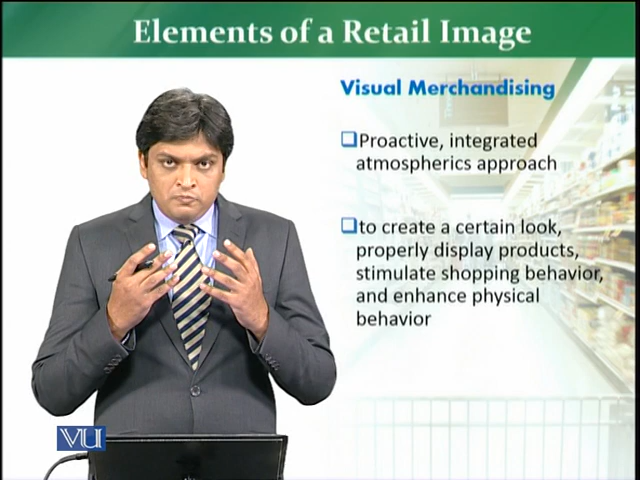 Elements of a Retail Image
Visual Merchandising
❑Proactive, integrated
atmospherics approach
❑to create a certain look,
properly display products,
stimulate shopping behavior,
and enhance physical
behavior
VU